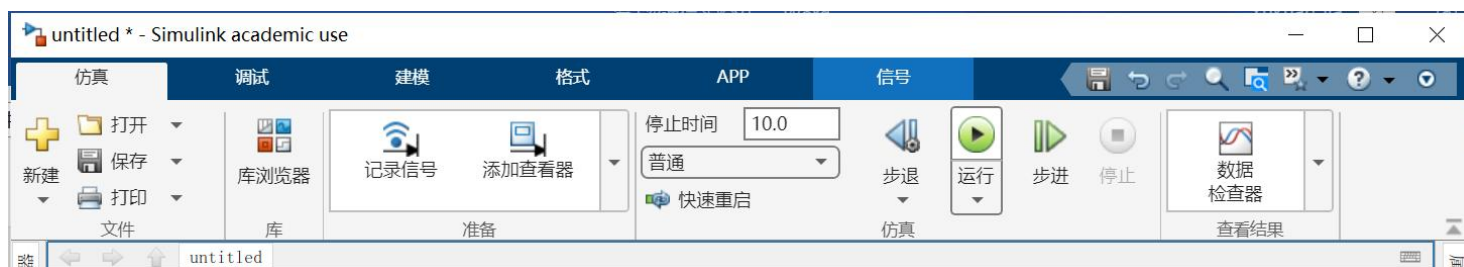 untitled * - Simulink academic use
仿真 调试 建模 格式 APP 信号
新建
打开
保存
打印
文件
库浏览器
库
记录信号
添加查看器
准备
停止时间 10.0
普通
快速重启
步退
运行
步进
停止
仿真
数据
检查器
查看结果
untitled